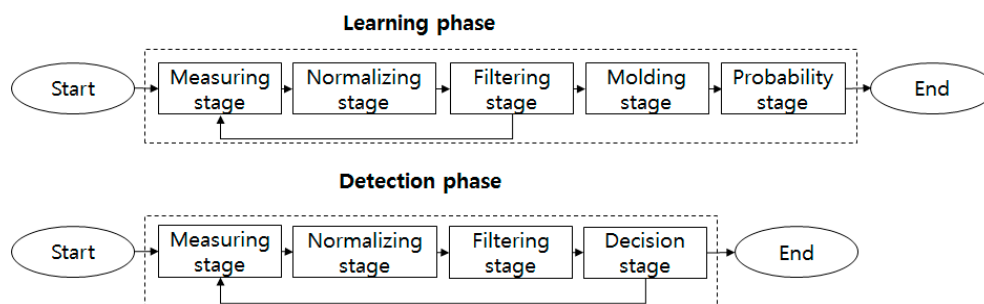 Learning phase
Start
Measuring
stage
Normalizing
stage
Filtering
stage
Molding
stage
Probability
stage
End
Detection phase
Start
Measuring
stage
Normalizing
stage
Filtering
stage
Decision
stage
End